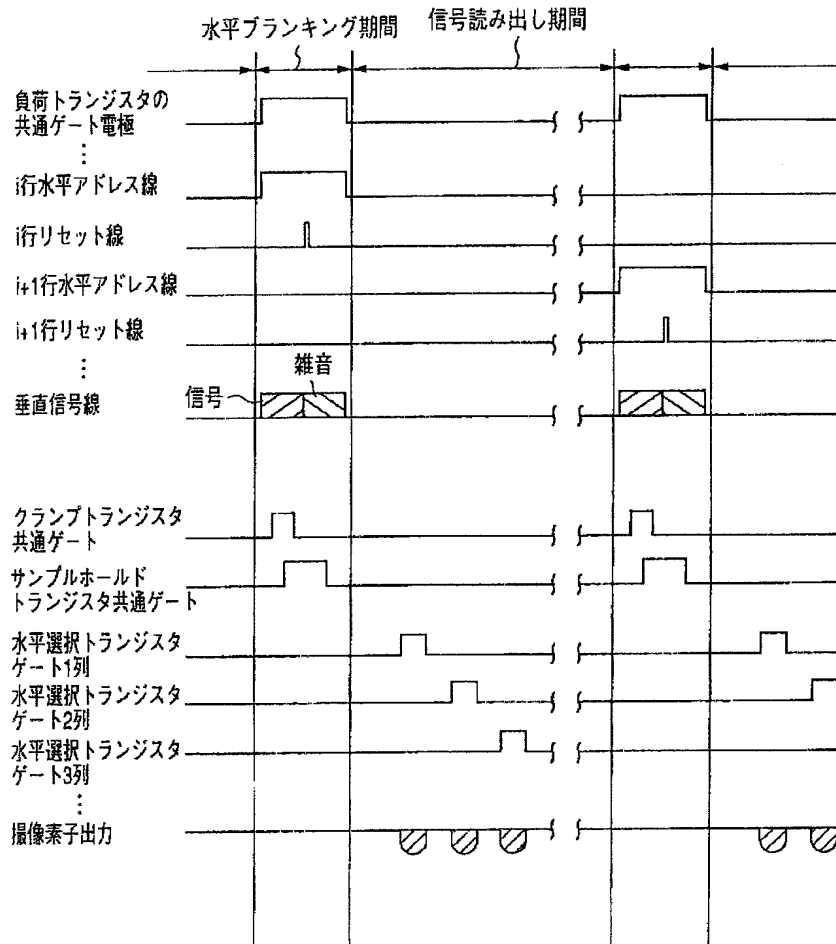 水平ブランキング期間
信号読み出し期間
負荷トランジスタの
共通ゲート電極
⋮
i行水平アドレス線
i行リセット線
i+1行水平アドレス線
i+1行リセット線
⋮
雑音
信号
垂直信号線
クランプトランジスタ
共通ゲート
サンプルホールド
トランジスタ共通ゲート
水平選択トランジスタ
ゲート1列
水平選択トランジスタ
ゲート2列
水平選択トランジスタ
ゲート3列
⋮
撮像素子出力